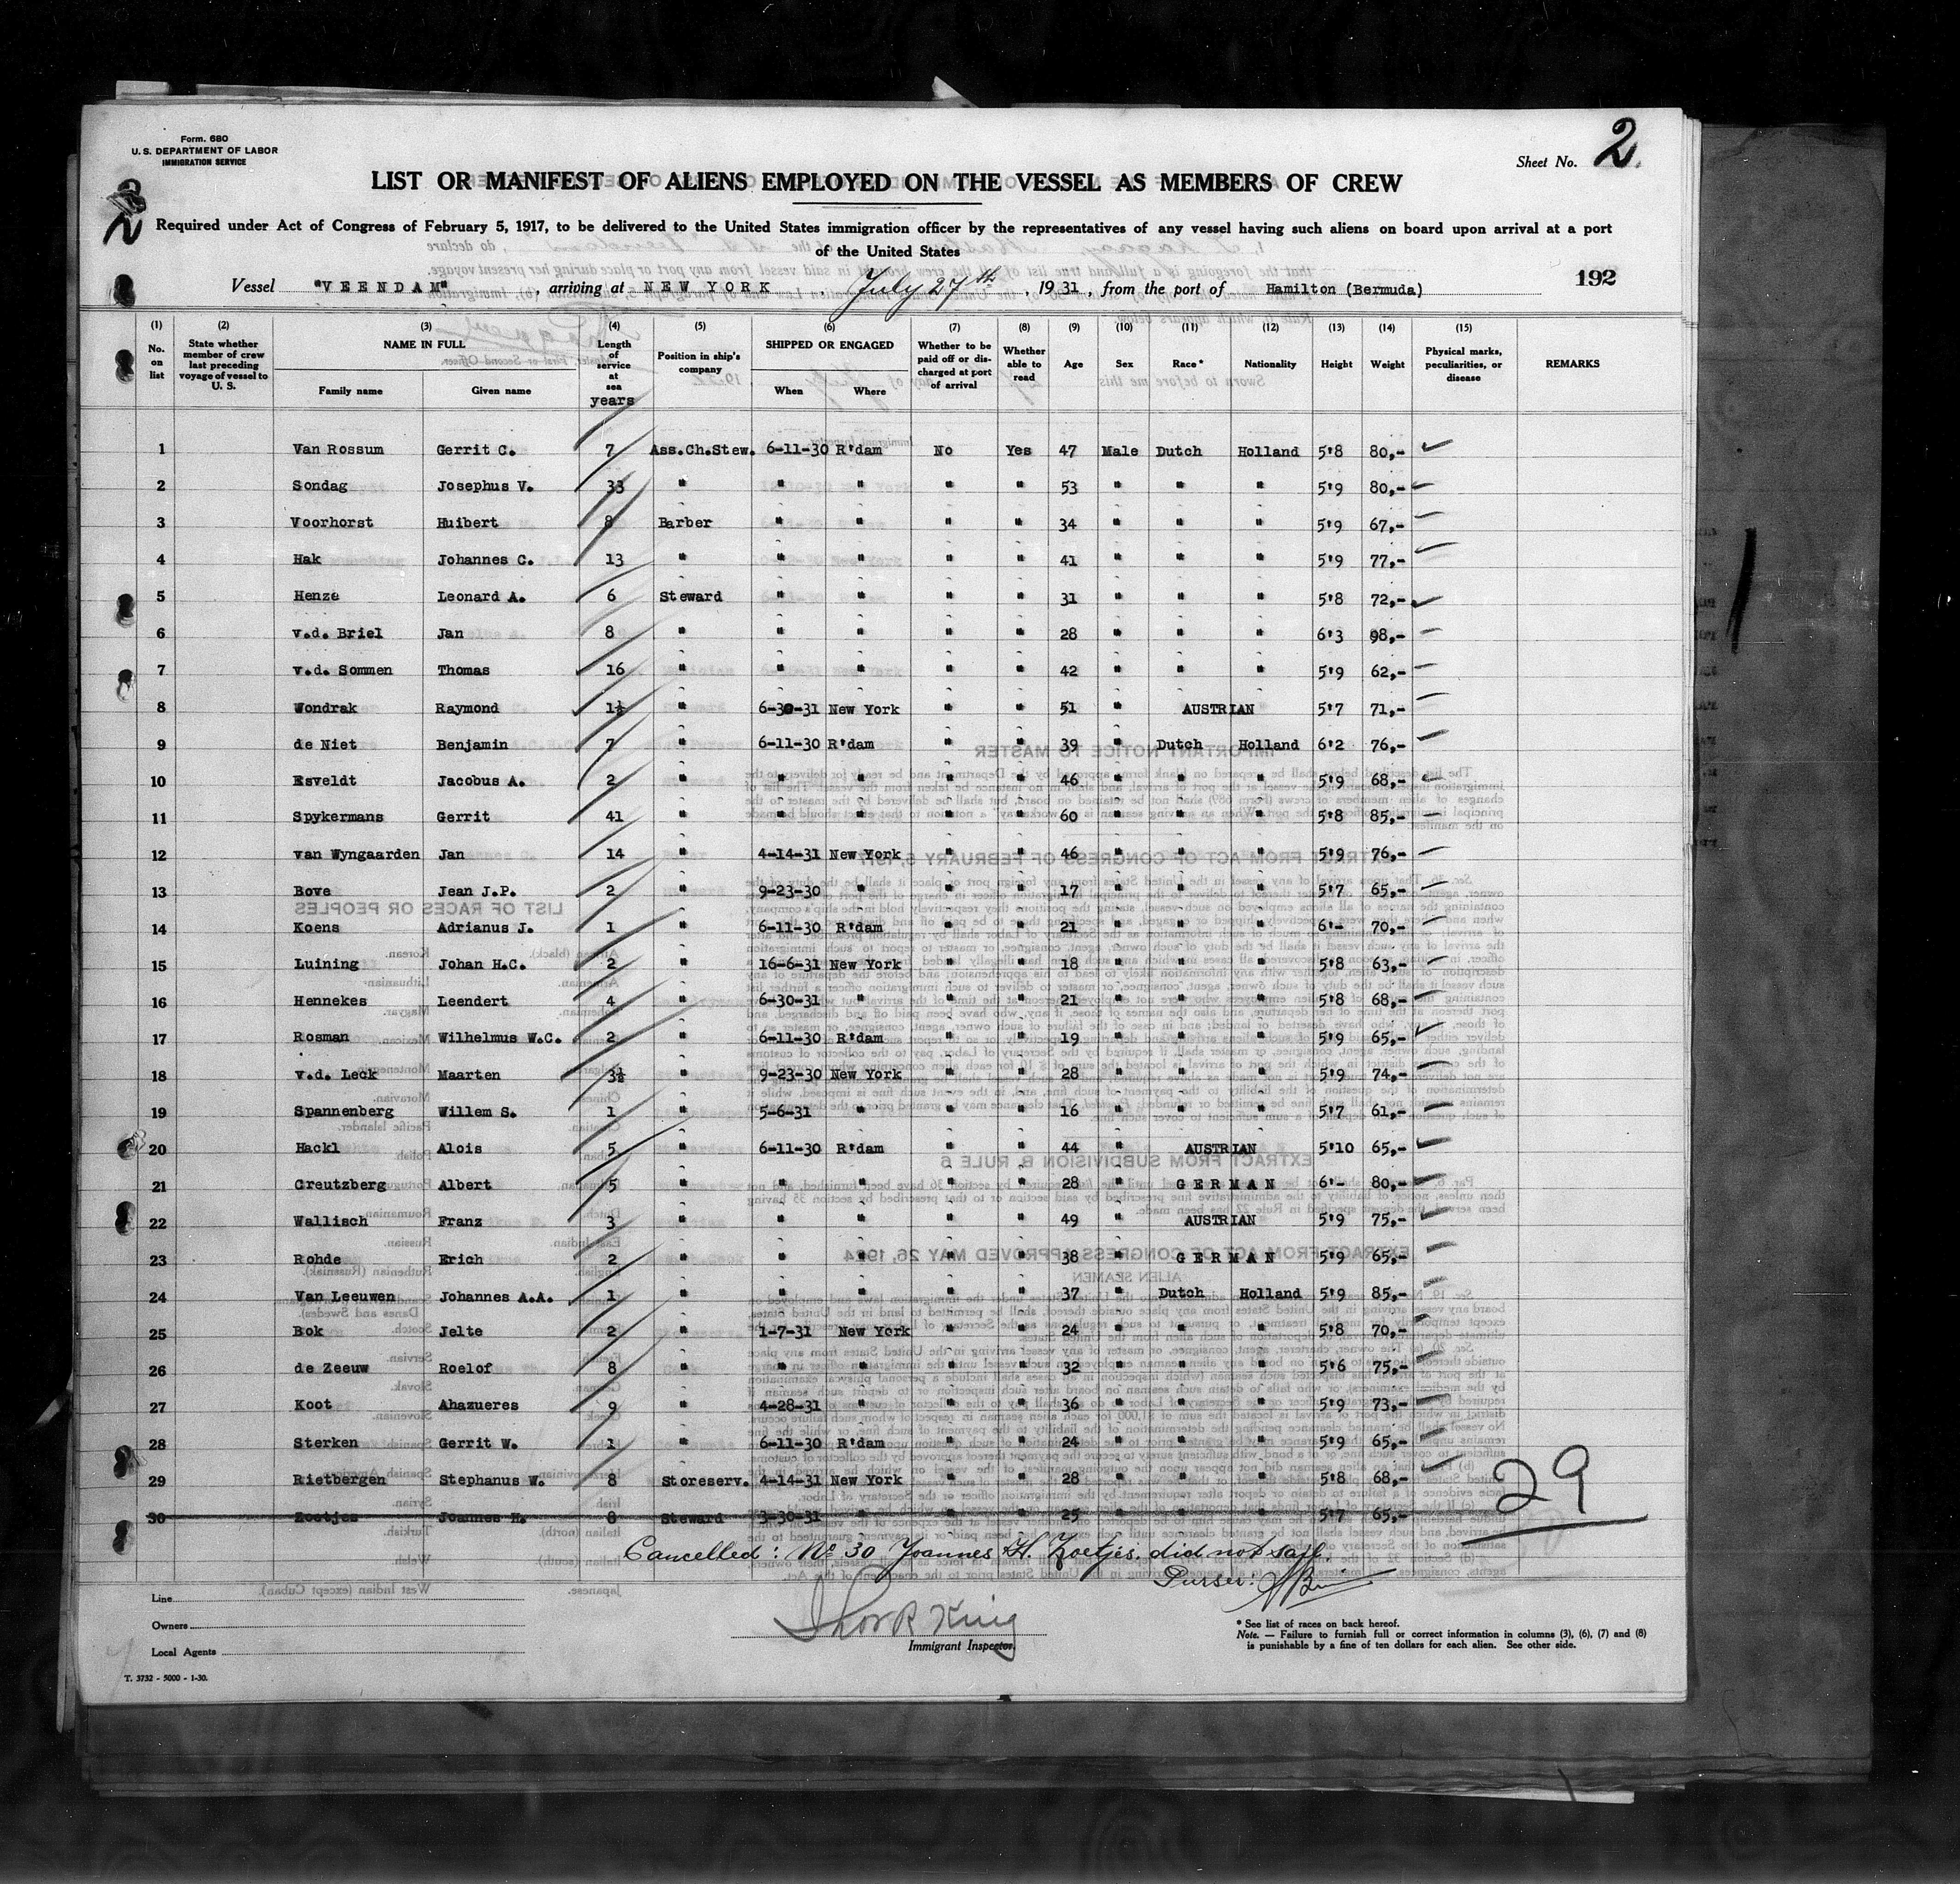 Form. 680
U. S. DEPARTMENT OF LABOR
IMMIGRATION SERVICE
Sheet No. 2
LIST OR MANIFEST OF ALIENS EMPLOYED ON THE VESSEL AS MEMBERS OF CREW
2
Required under Act of Congress of February 5, 1917, to be delivered to the United States immigration officer by the representatives of any vessel having such aliens on board upon arrival at a port
of the United States
Vessel "VEENDAM", arriving at NEW YORK July 27th, 1931, from the port of Hamilton (Bermuda) 192
(1) No. on list (2) State whether member of crew last preceding voyage of vessel to U. S. (3) NAME IN FULL Family name Given name (4) Length of service at sea years (5) Position in ship's company (6) SHIPPED OR ENGAGED When Where (7) Whether to be paid off or discharged at port of arrival (8) Whether able to read (9) Age (10) Sex (11) Race* (12) Nationality (13) Height (14) Weight (15) Physical marks, peculiarities, or disease REMARKS
1 Van Rossum Gerrit C. 7 Ass.Ch.Stew. 6-11-30 R'dam No Yes 47 Male Dutch Holland 5'8 80,-
2 Sondag Josephus V. 33 " " " " " 53 " " " 5'9 80,-
3 Voorhorst Huibert 8 Barber " " " " 34 " " " 5'9 67,-
4 Hak Johannes C. 13 " " " " " 41 " " " 5'9 77,-
5 Henze Leonard A. 6 Steward " " " " 31 " " " 5'8 72,-
6 v.d. Briel Jan 8 " " " " " 28 " " " 6'3 98,-
7 v.d. Sommen Thomas 16 " " " " " 42 " " " 5'9 62,-
8 Wondrak Raymond 1½ " 6-30-31 New York " " 51 " AUSTRIAN 5'7 71,-
9 de Niet Benjamin 7 " 6-11-30 R'dam " " 39 " Dutch Holland 6'2 76,-
10 Esveldt Jacobus A. 2 " " " " " 46 " " " 5'9 68,-
11 Spykermans Gerrit 41 " " " " " 60 " " " 5'8 85,-
12 van Wyngaarden Jan 14 " 4-14-31 New York " " 46 " " " 5'9 76,-
13 Bove Jean J.P. 2 " 9-23-30 " " " 17 " " " 5'7 65,-
14 Koens Adrianus J. 1 " 6-11-30 R'dam " " 21 " " " 6'- 70,-
15 Luining Johan H.C. 2 " 16-6-31 New York " " 18 " " " 5'8 63,-
16 Hennekes Leendert 4 " 6-30-31 " " " 21 " " " 5'8 68,-
17 Rosman Wilhelmus W.C. 2 " 6-11-30 R'dam " " 19 " " " 5'9 65,-
18 v.d. Leck Maarten 3½ " 9-23-30 New York " " 28 " " " 5'9 74,-
19 Spannenberg Willem S. 1 " 5-6-31 " " " 16 " " " 5'7 61,-
20 Hackl Alois 5 " 6-11-30 R'dam " " 44 " AUSTRIAN 5'10 65,-
21 Creutzberg Albert 5 " " " " " 28 " GERMAN 6'- 80,-
22 Wallisch Franz 3 " " " " " 49 " AUSTRIAN 5'9 75,-
23 Rohde Erich 2 " " " " " 38 " GERMAN 5'9 65,-
24 Van Leeuwen Johannes A.A. 1 " " " " " 37 " Dutch Holland 5'9 85,-
25 Bok Jelte 2 " 1-7-31 New York " " 24 " " " 5'8 70,-
26 de Zeeuw Roelof 8 " " " " " 32 " " " 5'6 75,-
27 Koot Ahazueres 9 " 4-28-31 " " " 36 " " " 5'9 73,-
28 Sterken Gerrit W. 1 " 6-11-30 R'dam " " 24 " " " 5'9 65,-
29 Rietbergen Stephanus W. 8 Storeserv. 4-14-31 New York " " 28 " " " 5'8 68,-
29
30 Zoetjes Joannes H. 8 Steward 3-30-31 " " " 25 " " " 5'7 65,-
Cancelled: No 30 Joannes H. Zoetjes. did not sail.
Purser:
Line
Owners
Local Agents
Immigrant Inspector.
* See list of races on back hereof.
Note. — Failure to furnish full or correct information in columns (3), (6), (7) and (8)
is punishable by a fine of ten dollars for each alien. See other side.
T. 3732 - 5000 - 1-30.